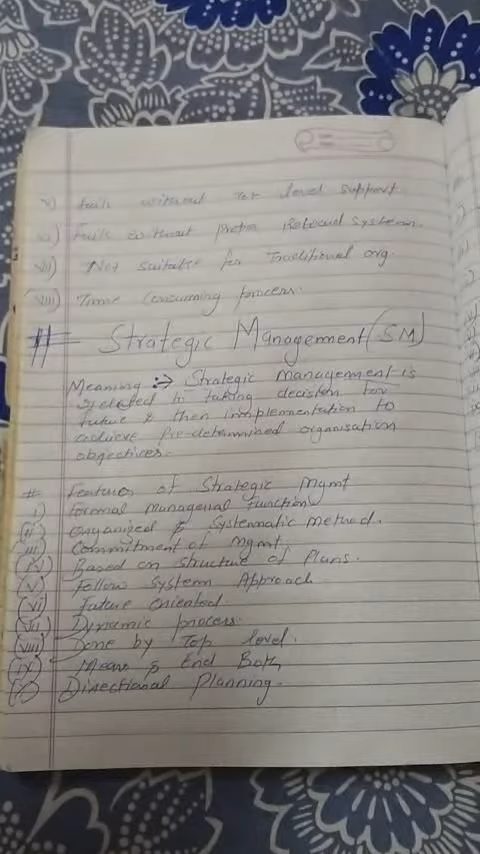 v) fails without Top level support.
vi) Fails without proper Reward system.
vii) Not suitable for Traditional org.
viii) Time Consuming process.
# Strategic Management (SM)
Meaning :→ Strategic management is
related to taking decision for
future & then implementation to
achieve pre-determined organisation
objectives.
# Features of Strategic Mgmt
i) formal managerial function
ii) Organized & Systematic method.
iii) Commitment of mgmt.
iv) Based on structure of Plans.
v) Follow System Approach
vi) Future oriented.
vii) Dynamic process.
viii) Done by Top level.
ix) Means & End Both
x) Directional Planning.